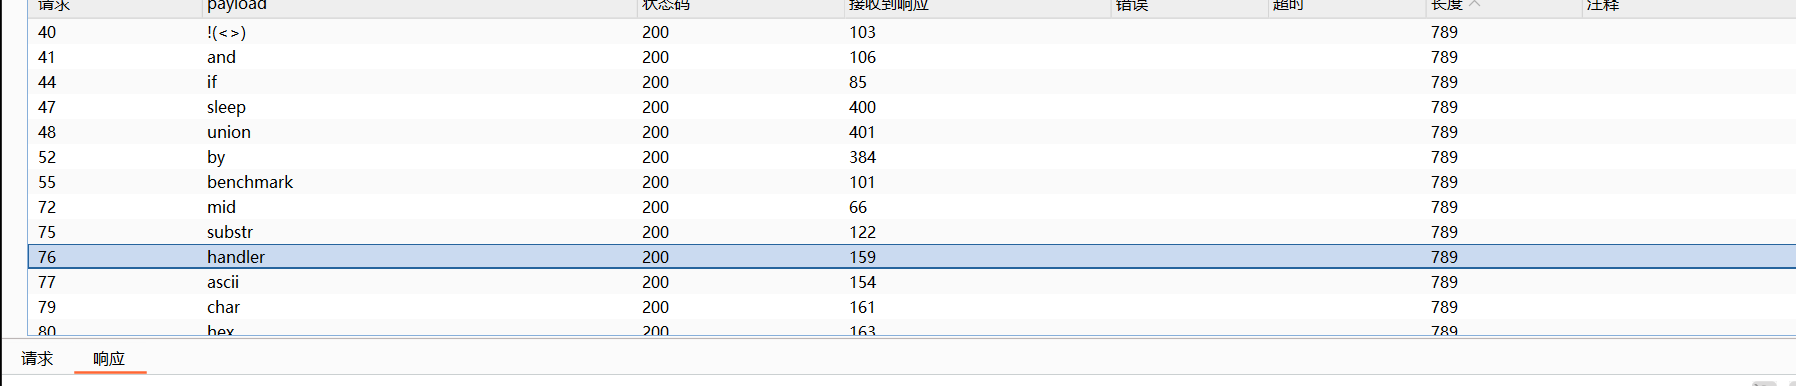 请求 payload 状态码 接收到响应 错误 超时 长度 注释
40 !(<>) 200 103 789
41 and 200 106 789
44 if 200 85 789
47 sleep 200 400 789
48 union 200 401 789
52 by 200 384 789
55 benchmark 200 101 789
72 mid 200 66 789
75 substr 200 122 789
76 handler 200 159 789
77 ascii 200 154 789
79 char 200 161 789
80 hex 200 163 789
请求 响应